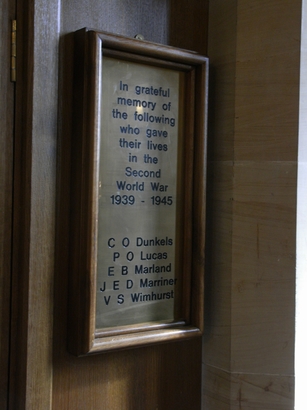 In grateful
memory of
the following
who gave
their lives
in the
Second
World War
1939 - 1945
C O Dunkels
P O Lucas
E B Marland
J E D Marriner
V S Wimhurst